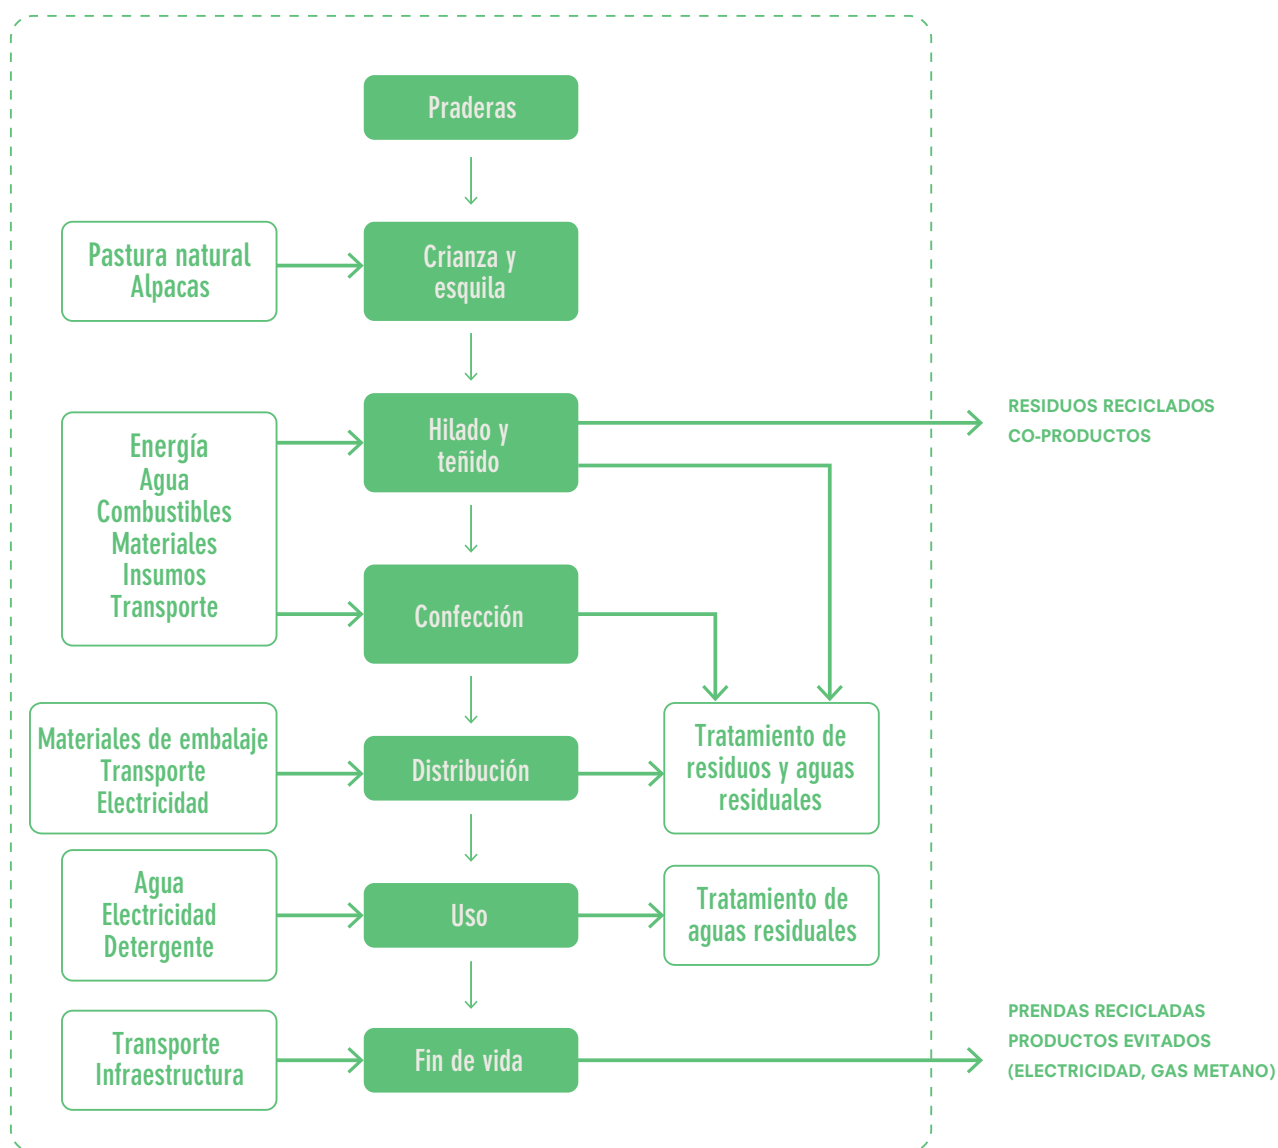 Praderas
Pastura natural
Alpacas
Crianza y
esquila
Energía
Agua
Combustibles
Materiales
Insumos
Transporte
Hilado y
teñido
RESIDUOS RECICLADOS
CO-PRODUCTOS
Confección
Materiales de embalaje
Transporte
Electricidad
Distribución
Tratamiento de
residuos y aguas
residuales
Agua
Electricidad
Detergente
Uso
Tratamiento de
aguas residuales
Transporte
Infraestructura
Fin de vida
PRENDAS RECICLADAS
PRODUCTOS EVITADOS
(ELECTRICIDAD, GAS METANO)